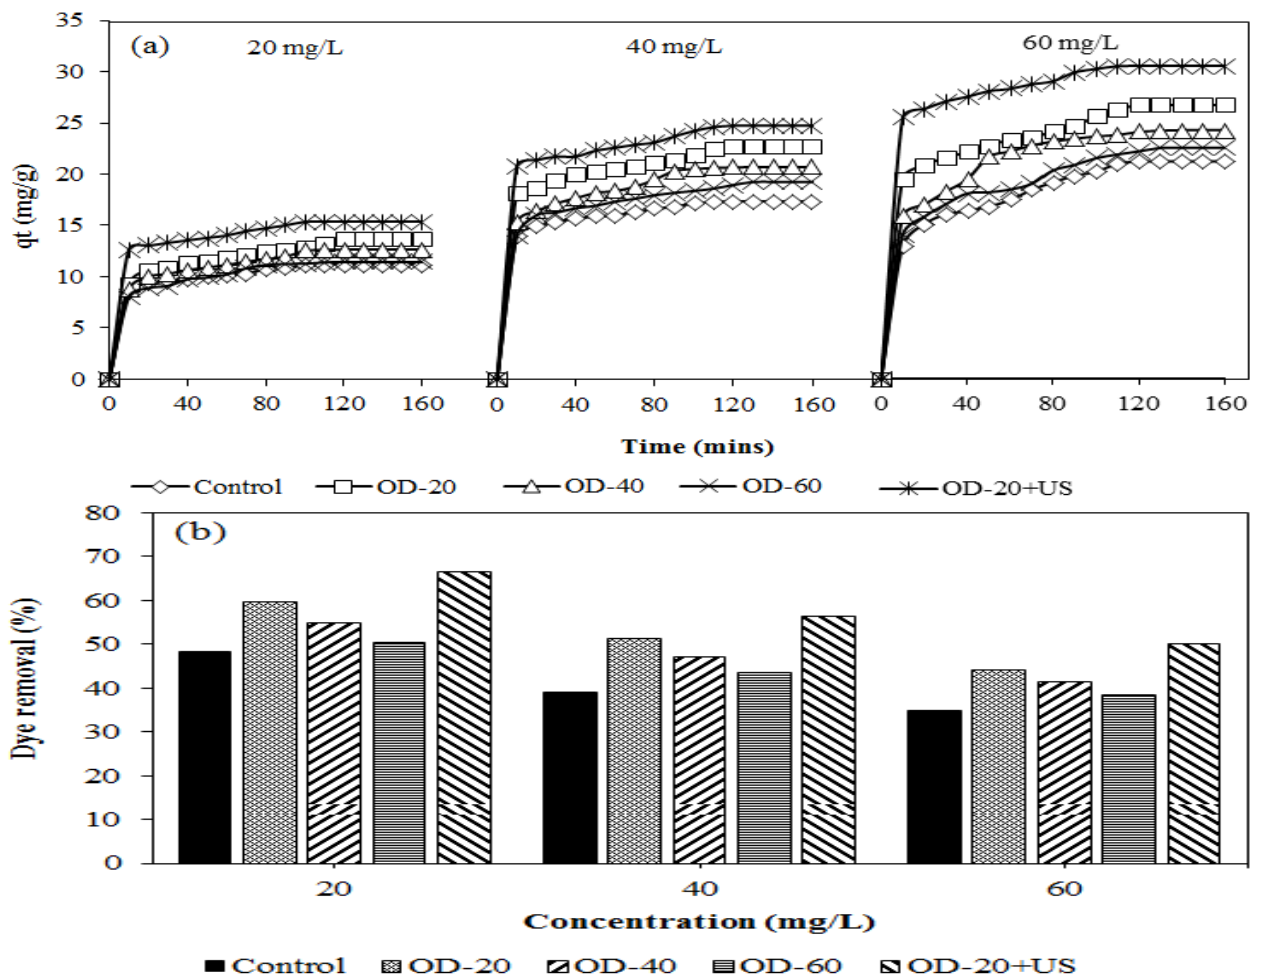 35
30
25
20
15
10
5
0
qt (mg/g)
(a)
20 mg/L
40 mg/L
60 mg/L
0 40 80 120 160 0 40 80 120 160 0 40 80 120 160
Time (mins)
Control OD-20 OD-40 OD-60 OD-20+US
80
70
60
50
40
30
20
10
0
Dye removal (%)
(b)
20 40 60
Concentration (mg/L)
Control OD-20 OD-40 OD-60 OD-20+US